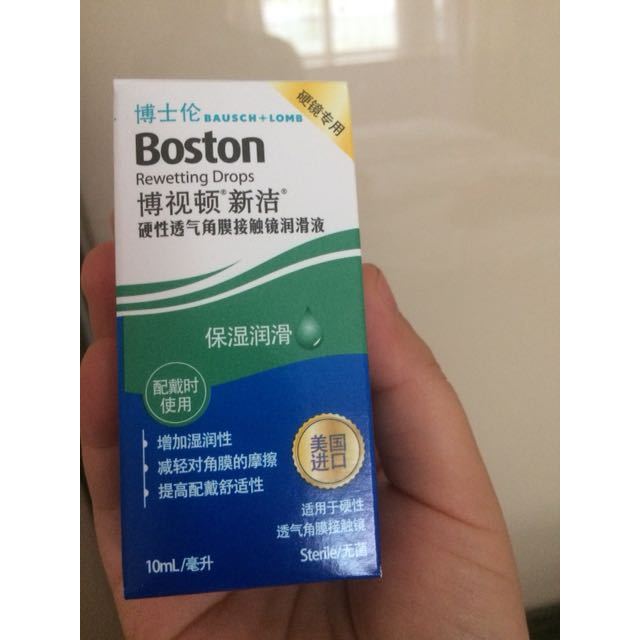 博士伦 BAUSCH+LOMB
硬镜专用
Boston
Rewetting Drops
博视顿®新洁®
硬性透气角膜接触镜润滑液
保湿润滑
配戴时
使用
• 增加湿润性
• 减轻对角膜的摩擦
• 提高配戴舒适性
美国
进口
适用于硬性
透气角膜接触镜
10mL/毫升
Sterile/无菌